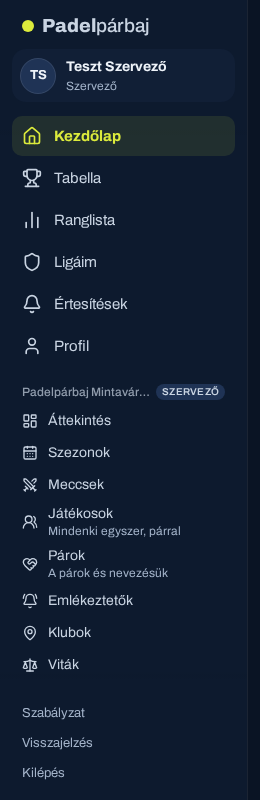 Padelpárbaj
TS
Teszt Szervező
Szervező
Kezdőlap
Tabella
Ranglista
Ligáim
Értesítések
Profil
Padelpárbaj Mintavár... SZERVEZŐ
Áttekintés
Szezonok
Meccsek
Játékosok
Mindenki egyszer, párral
Párok
A párok és nevezésük
Emlékeztetők
Klubok
Viták
Szabályzat
Visszajelzés
Kilépés